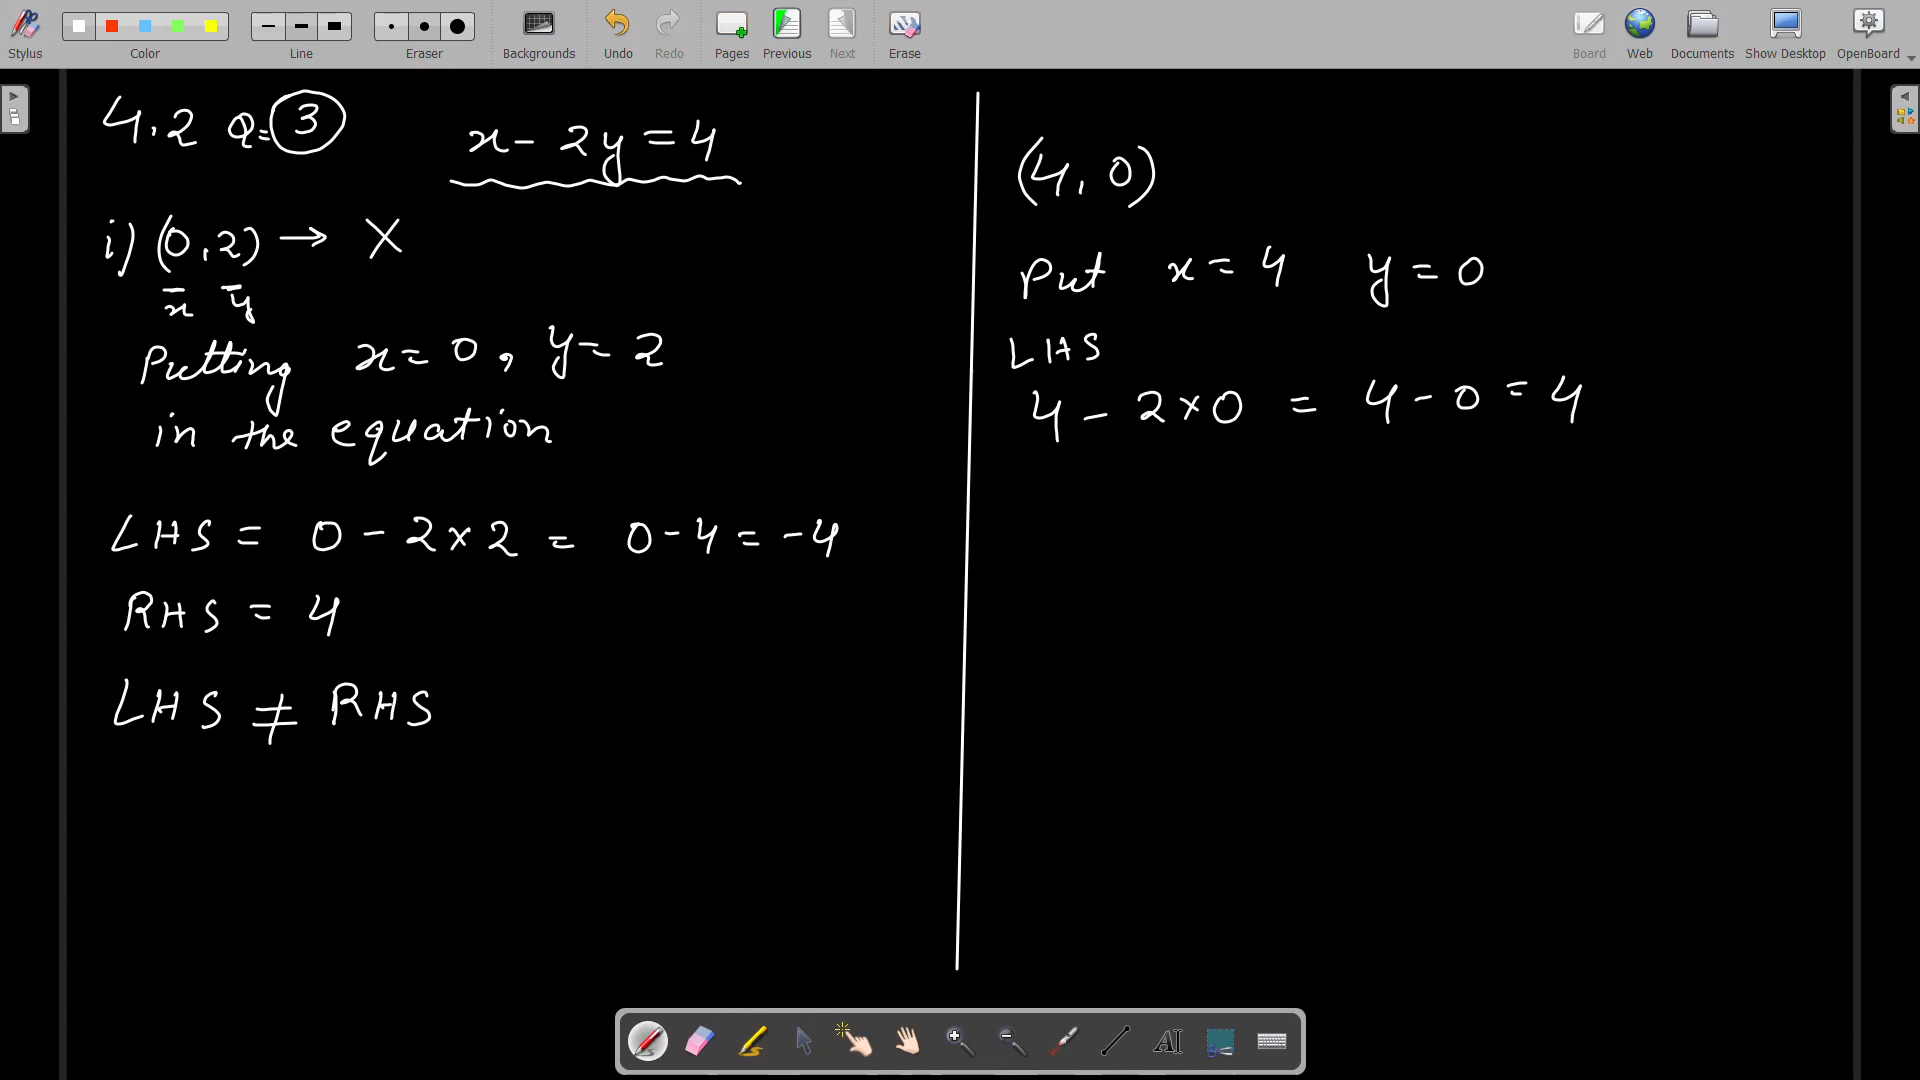 Stylus Color Line Eraser Backgrounds Undo Redo Pages Previous Next Erase Board Web Documents Show Desktop OpenBoard
4.2 Q= 3
x - 2y = 4
i) (0, 2) → X
x y
Putting x = 0, y = 2
in the equation
LHS = 0 - 2 × 2 = 0 - 4 = -4
RHS = 4
LHS ≠ RHS
(4, 0)
Put x = 4 y = 0
LHS
4 - 2 × 0 = 4 - 0 = 4